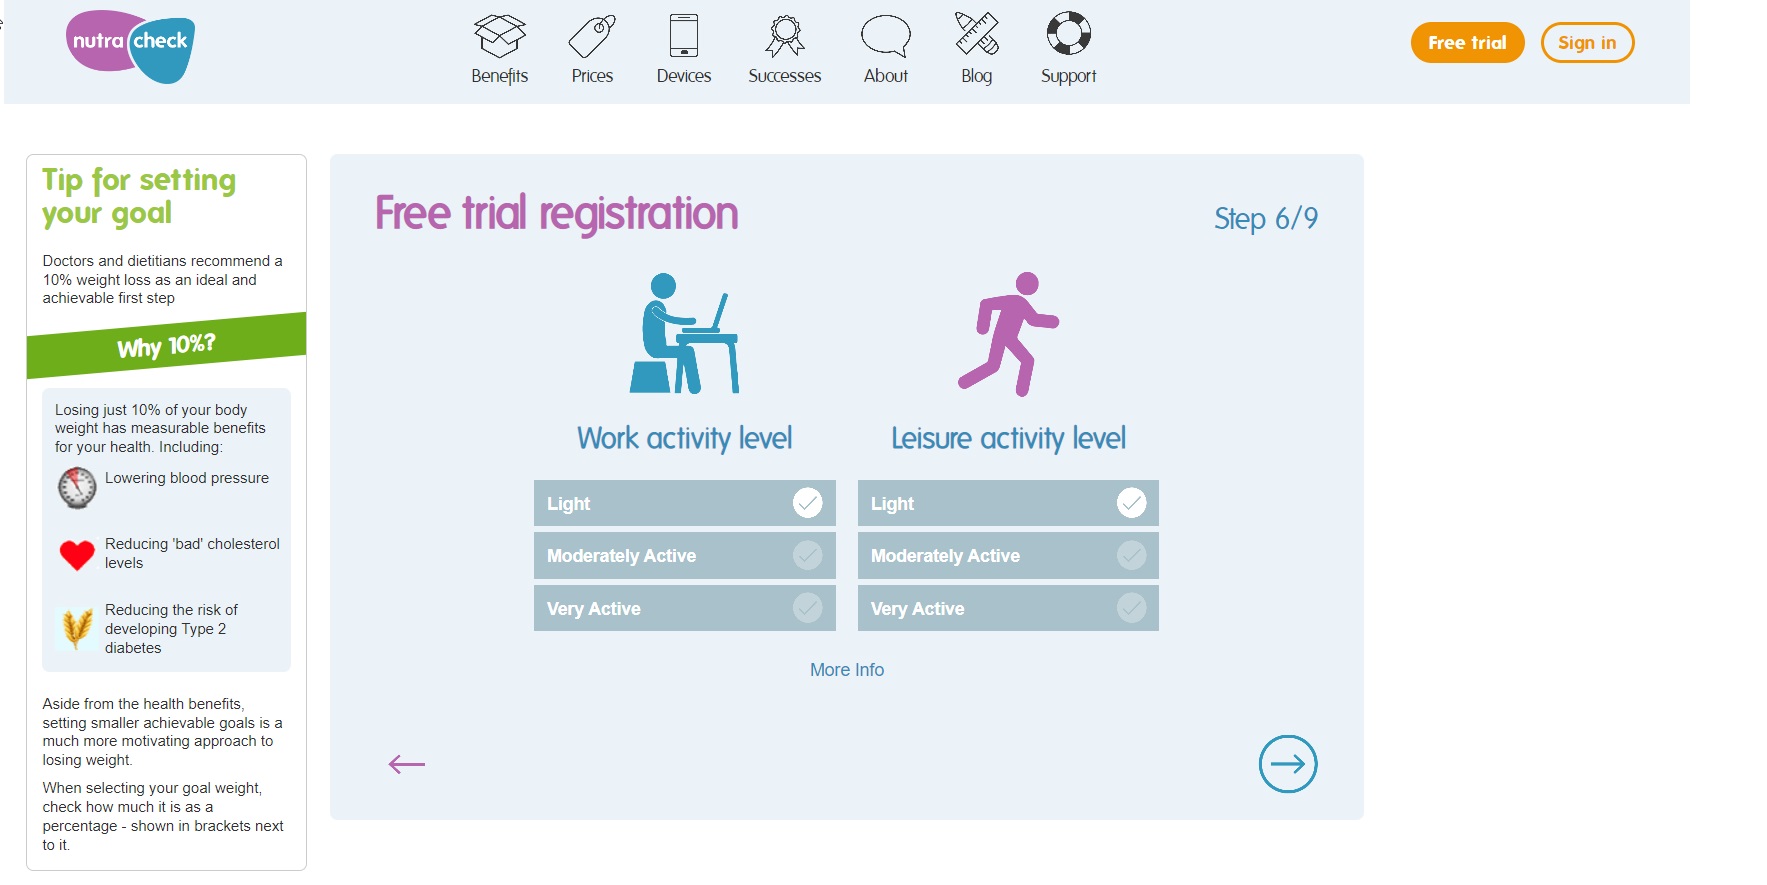 nutra check
Benefits
Prices
Devices
Successes
About
Blog
Support
Free trial
Sign in
Tip for setting
your goal
Doctors and dietitians recommend a
10% weight loss as an ideal and
achievable first step
Why 10%?
Losing just 10% of your body
weight has measurable benefits
for your health. Including:
Lowering blood pressure
Reducing 'bad' cholesterol
levels
Reducing the risk of
developing Type 2
diabetes
Aside from the health benefits,
setting smaller achievable goals is a
much more motivating approach to
losing weight.
When selecting your goal weight,
check how much it is as a
percentage - shown in brackets next
to it.
Free trial registration
Step 6/9
Work activity level
Light
Moderately Active
Very Active
Leisure activity level
Light
Moderately Active
Very Active
More Info